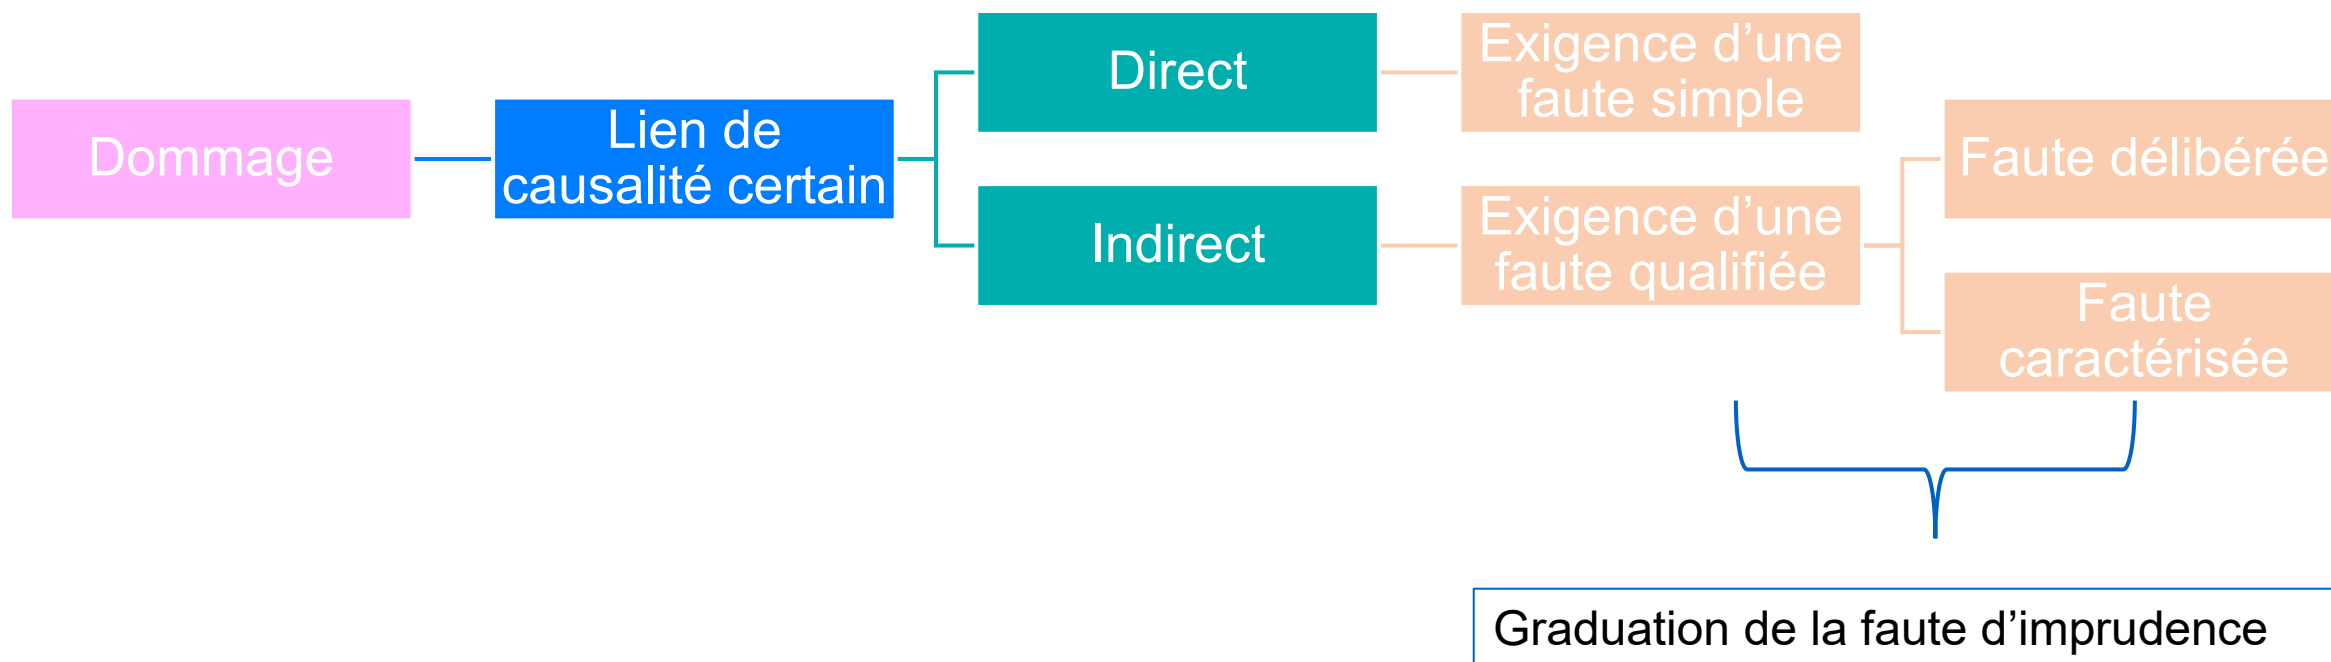 Dommage
Lien de
causalité certain
Direct
Exigence d’une
faute simple
Indirect
Exigence d’une
faute qualifiée
Faute délibérée
Faute
caractérisée
Graduation de la faute d’imprudence